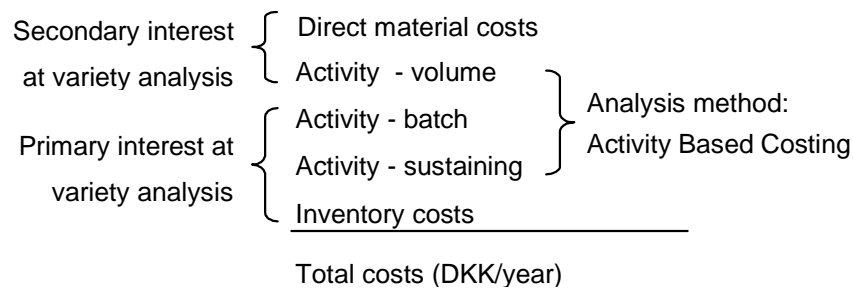 Secondary interest
at variety analysis
Primary interest at
variety analysis
Direct material costs
Activity - volume
Activity - batch
Activity - sustaining
Inventory costs
Total costs (DKK/year)
Analysis method:
Activity Based Costing